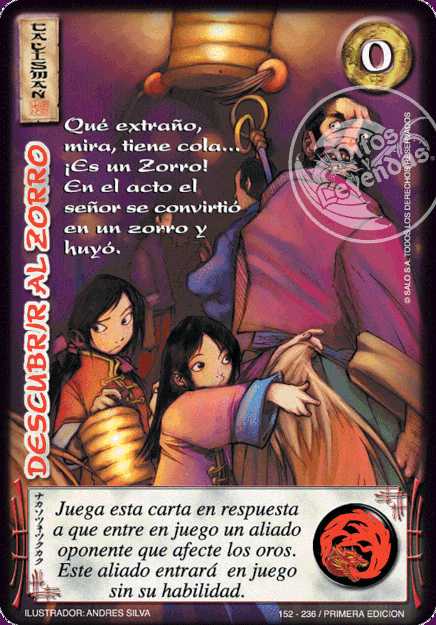 TALISMAN
0
Qué extraño,
mira, tiene cola...
¡Es un Zorro!
En el acto el
señor se convirtió
en un zorro y
huyó.
Mitos
Leyendas
© SALO S.A. TODOS LOS DERECHOS RESERVADOS
DESCUBRIR AL ZORRO
Juega esta carta en respuesta
a que entre en juego un aliado
oponente que afecte los oros.
Este aliado entrará en juego
sin su habilidad.
ILUSTRADOR: ANDRES SILVA
152 - 236 / PRIMERA EDICION